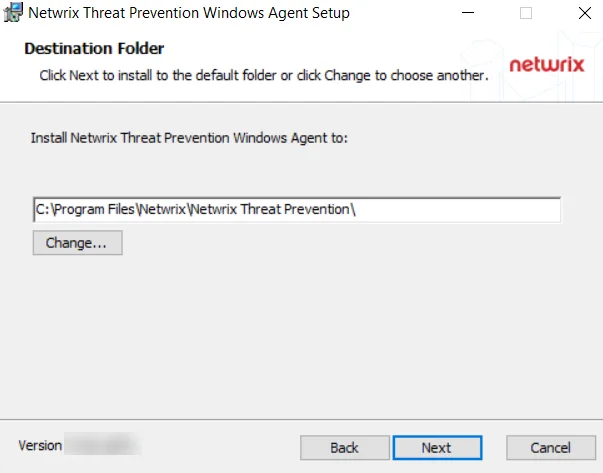 Netwrix Threat Prevention Windows Agent Setup
Destination Folder
Click Next to install to the default folder or click Change to choose another.
netwrix
Install Netwrix Threat Prevention Windows Agent to:
C:\Program Files\Netwrix\Netwrix Threat Prevention\
Change...
Version
Back
Next
Cancel